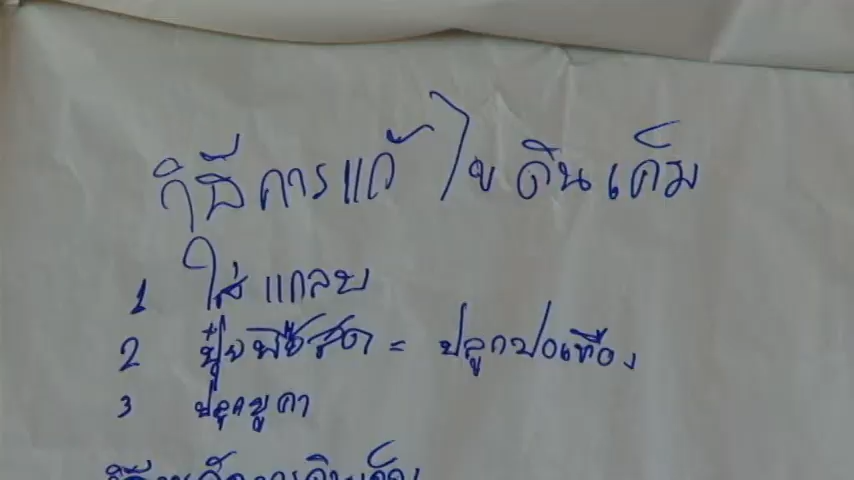 วิธีการแก้ไขดินเค็ม
1 ใส่แกลบ
2 ปุ๋ยพืชสด = ปลูกปอเทือง
3 ปลูกยูคา